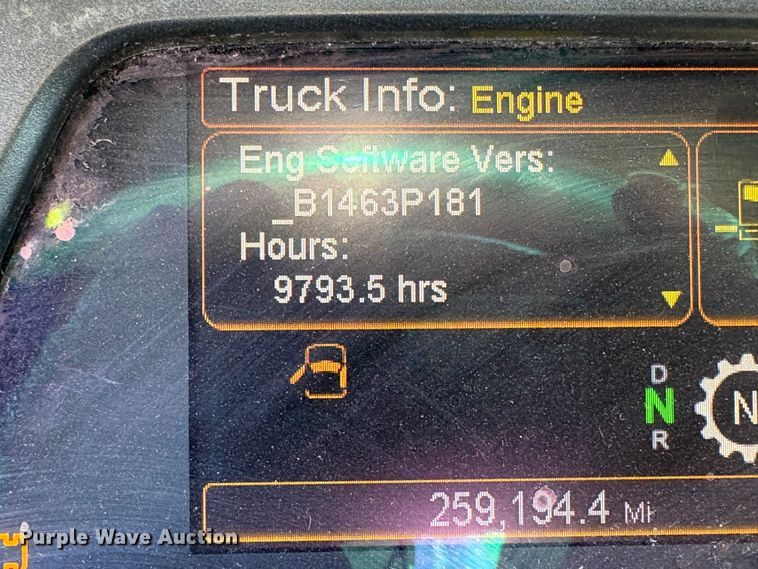 Truck Info: Engine
Eng Software Vers:
_B1463P181
Hours:
9793.5 hrs
D
N
R
N
259,194.4 Mi
Purple Wave Auction